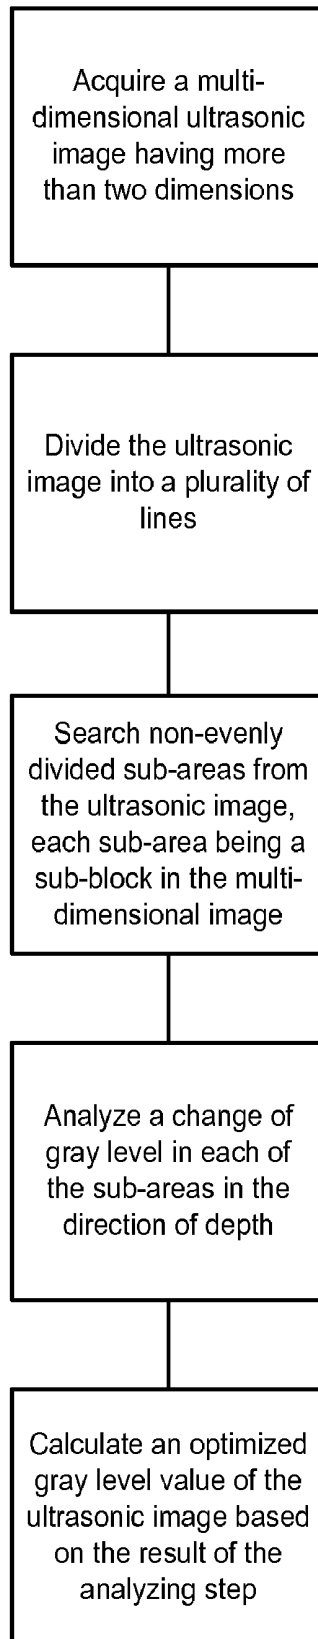 Acquire a multi-
dimensional ultrasonic
image having more
than two dimensions
Divide the ultrasonic
image into a plurality of
lines
Search non-evenly
divided sub-areas from
the ultrasonic image,
each sub-area being a
sub-block in the multi-
dimensional image
Analyze a change of
gray level in each of
the sub-areas in the
direction of depth
Calculate an optimized
gray level value of the
ultrasonic image based
on the result of the
analyzing step